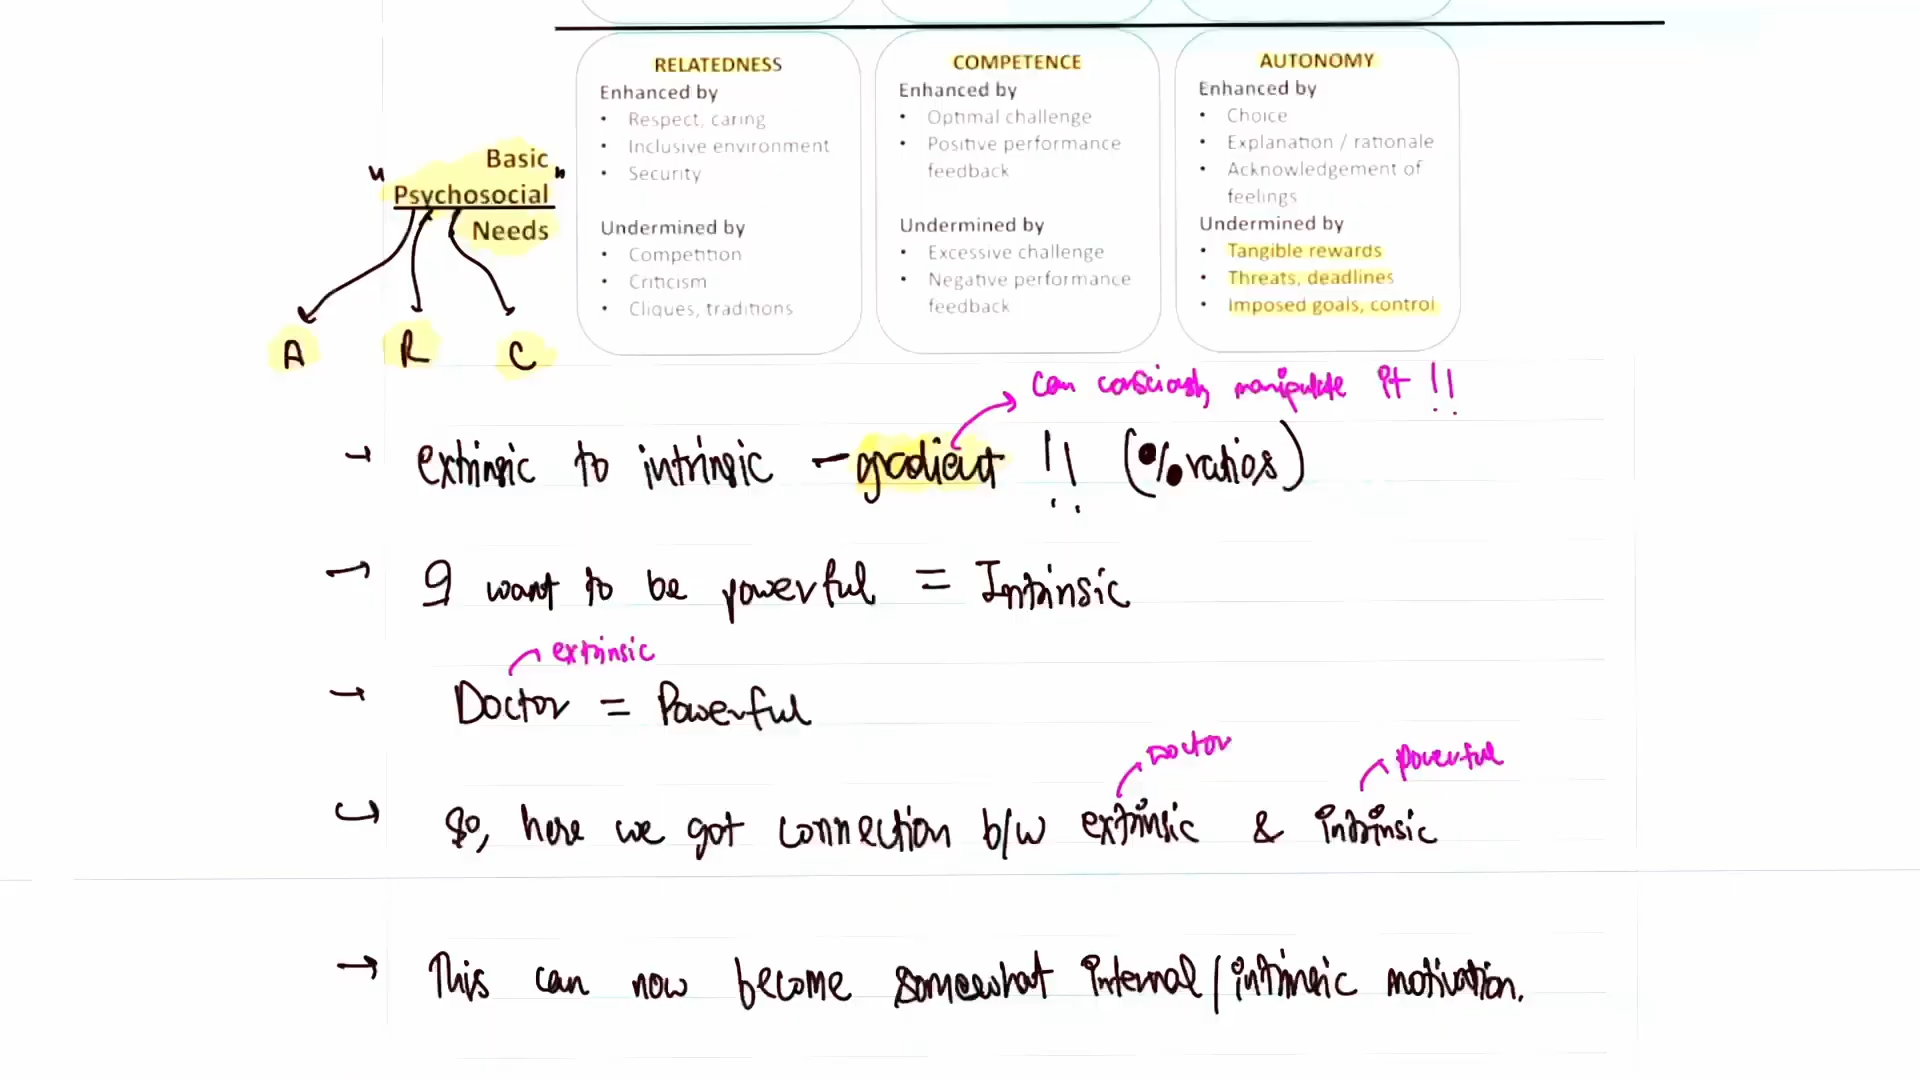 RELATEDNESS
Enhanced by
• Respect, caring
• Inclusive environment
• Security
Undermined by
• Competition
• Criticism
• Cliques, traditions
COMPETENCE
Enhanced by
• Optimal challenge
• Positive performance
feedback
Undermined by
• Excessive challenge
• Negative performance
feedback
AUTONOMY
Enhanced by
• Choice
• Explanation / rationale
• Acknowledgement of
feelings
Undermined by
• Tangible rewards
• Threats, deadlines
• Imposed goals, control
" Basic "
Psychosocial
Needs
A R C
can consciously manipulate it !!
→ extrinsic to intrinsic - gradient !! (% ratios)
→ I want to be powerful = Intrinsic
extrinsic
→ Doctor = Powerful
Doctor powerful
↪ So, here we got connection b/w extrinsic & intrinsic
→ This can now become somewhat internal/intrinsic motivation.